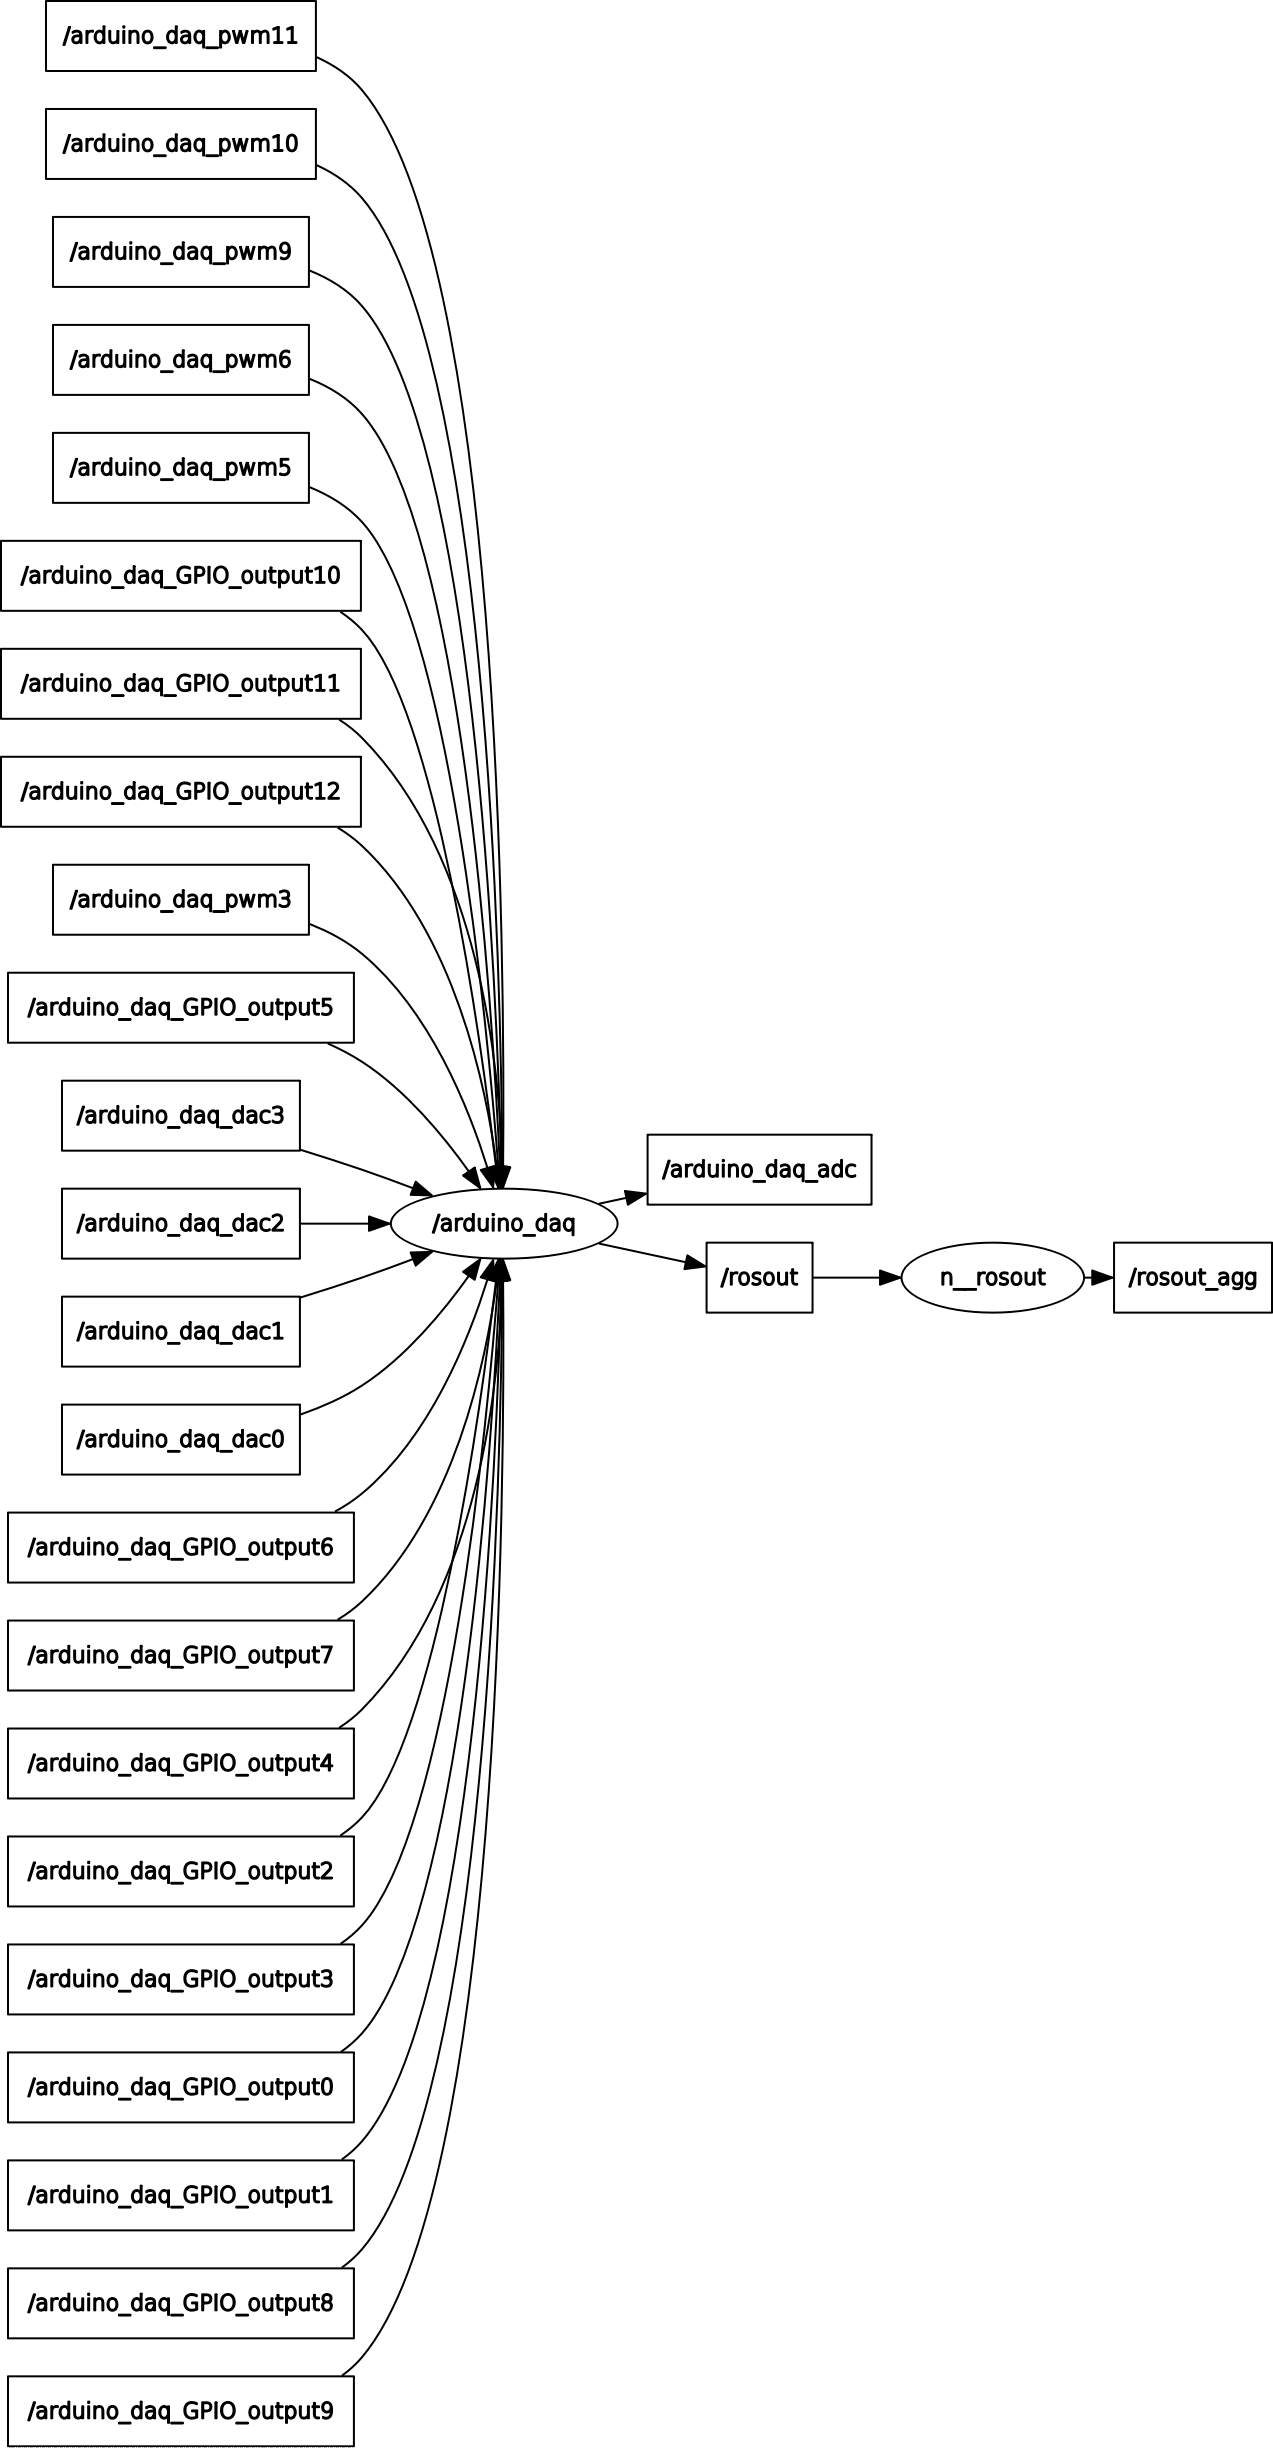 /arduino_daq_pwm11
/arduino_daq_pwm10
/arduino_daq_pwm9
/arduino_daq_pwm6
/arduino_daq_pwm5
/arduino_daq_GPIO_output10
/arduino_daq_GPIO_output11
/arduino_daq_GPIO_output12
/arduino_daq_pwm3
/arduino_daq_GPIO_output5
/arduino_daq_dac3
/arduino_daq_dac2
/arduino_daq_dac1
/arduino_daq_dac0
/arduino_daq_GPIO_output6
/arduino_daq_GPIO_output7
/arduino_daq_GPIO_output4
/arduino_daq_GPIO_output2
/arduino_daq_GPIO_output3
/arduino_daq_GPIO_output0
/arduino_daq_GPIO_output1
/arduino_daq_GPIO_output8
/arduino_daq_GPIO_output9
/arduino_daq
/arduino_daq_adc
/rosout
n__rosout
/rosout_agg